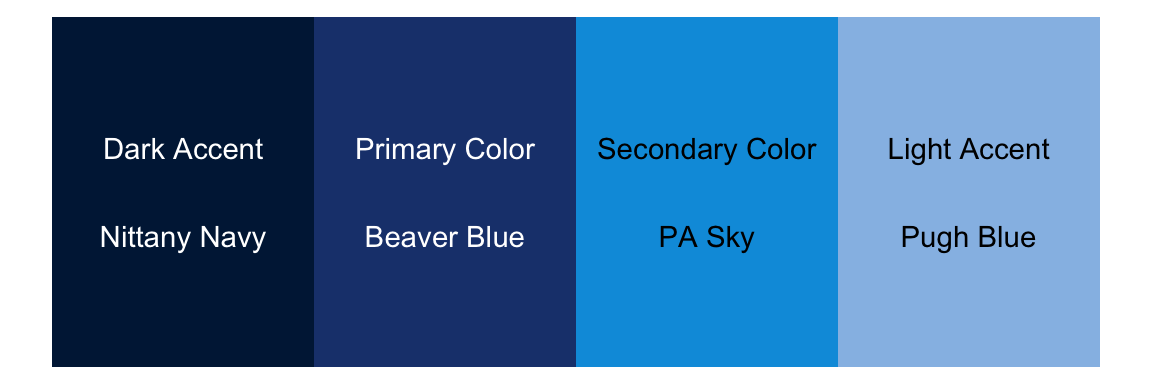 Dark Accent
Nittany Navy
Primary Color
Beaver Blue
Secondary Color
PA Sky
Light Accent
Pugh Blue